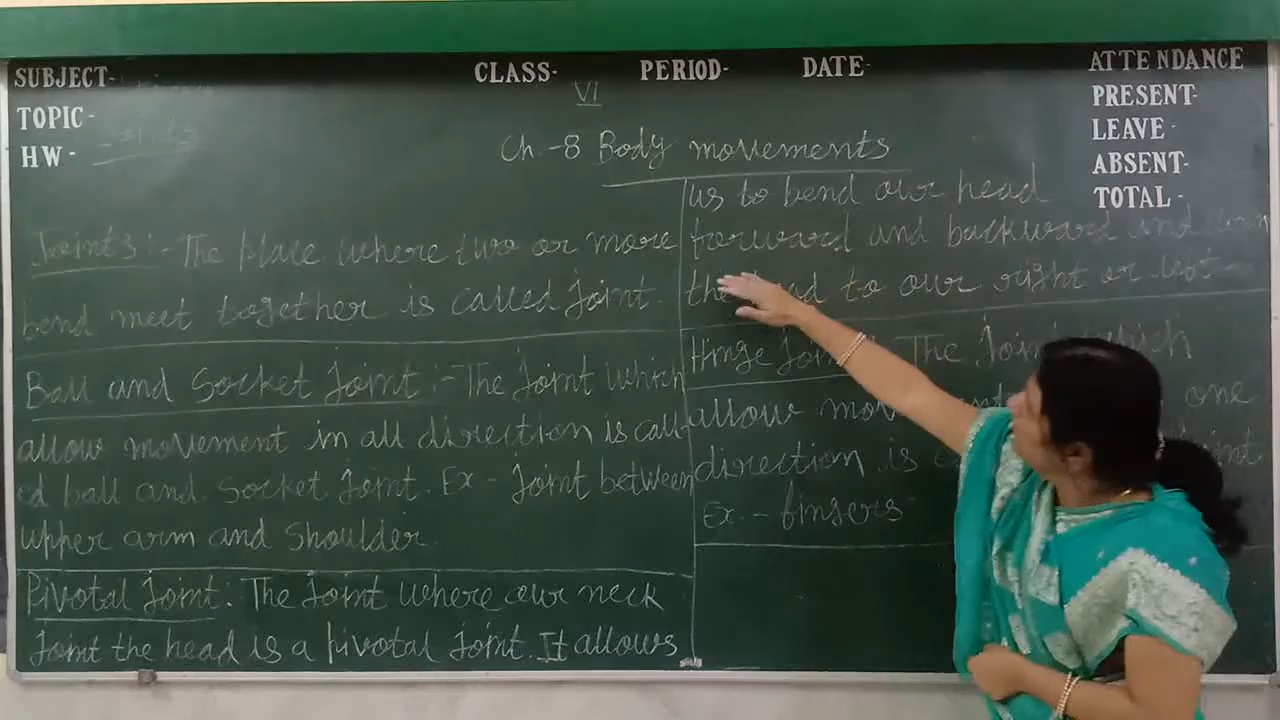 SUBJECT-
CLASS- VI
PERIOD-
DATE-
ATTENDANCE
TOPIC-
PRESENT-
HW-
LEAVE-
ABSENT-
TOTAL-
Ch.-8 Body movements
Joints:- The place where two or more
bend meet together is called Joint.
Ball and Socket Joint:- The Joint which
allow movement in all direction is call-
ed ball and socket Joint. Ex - Joint between
upper arm and shoulder
Pivotal Joint: The Joint where our neck
Joint the head is a pivotal Joint. It allows
us to bend our head
forward and backward and turn
the head to our right or left-
Hinge Joint The Joint which
allow one
direction is
Ex. - fingers